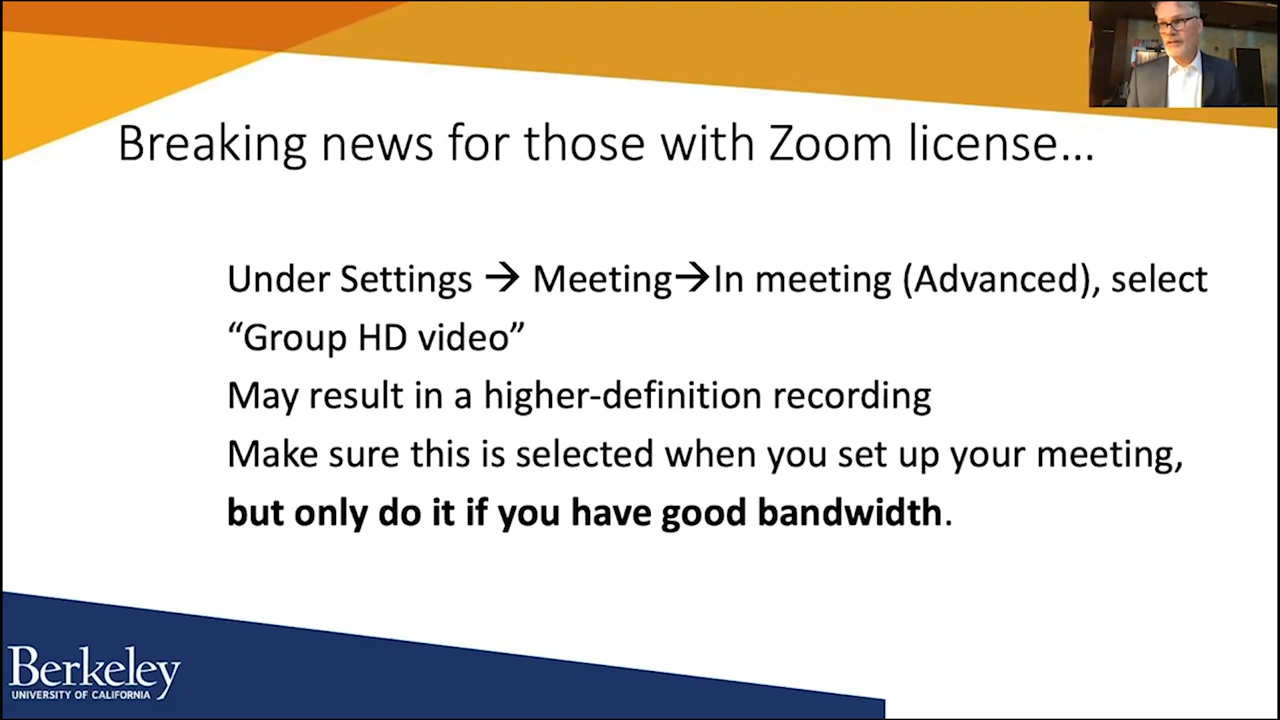 Breaking news for those with Zoom license...
Under Settings → Meeting→In meeting (Advanced), select
“Group HD video”
May result in a higher-definition recording
Make sure this is selected when you set up your meeting,
but only do it if you have good bandwidth.
Berkeley
UNIVERSITY OF CALIFORNIA